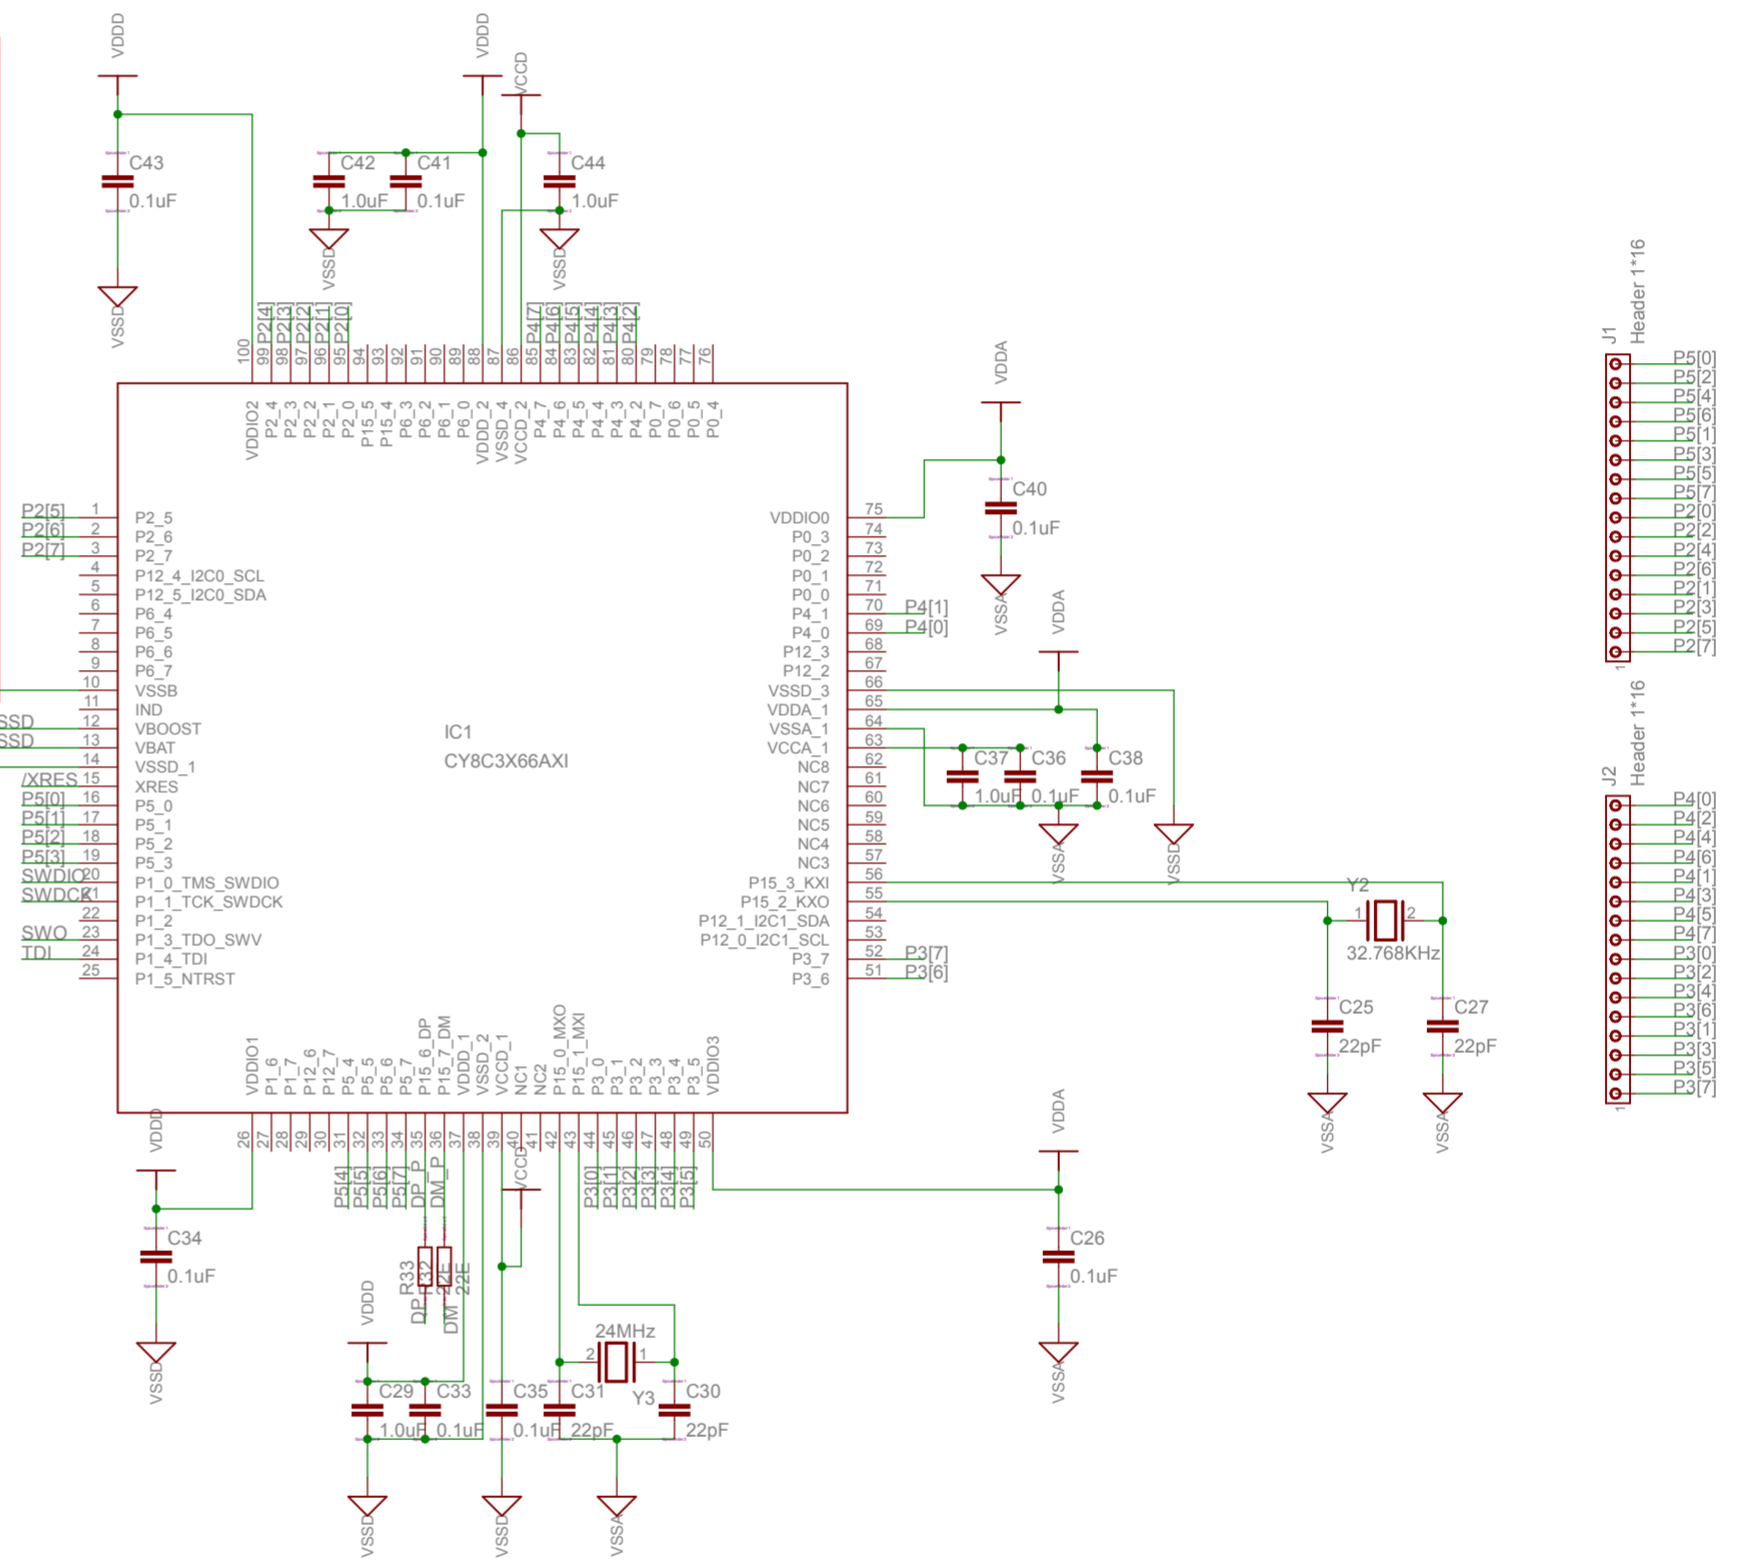 VDDD
VDDD
VCCD
C43
0.1uF
C42
1.0uF
C41
0.1uF
C44
1.0uF
VSSD
VSSD
VSSD
P2[4]
P2[3]
P2[2]
P2[1]
P2[0]
P4[7]
P4[6]
P4[5]
P4[4]
P4[3]
P4[2]
100
99
98
97
96
95
94
93
92
91
90
89
88
87
86
85
84
83
82
81
80
79
78
77
76
VDDIO2
P2_4
P2_3
P2_2
P2_1
P2_0
P15_5
P15_4
P6_3
P6_2
P6_1
P6_0
VDDD_2
VSSD_4
VCCD_2
P4_7
P4_6
P4_5
P4_4
P4_3
P4_2
P0_7
P0_6
P0_5
P0_4
P2[5] 1 P2_5
P2[6] 2 P2_6
P2[7] 3 P2_7
4 P12_4_I2C0_SCL
5 P12_5_I2C0_SDA
6 P6_4
7 P6_5
8 P6_6
9 P6_7
10 VSSB
11 IND
SSD 12 VBOOST
SSD 13 VBAT
14 VSSD_1
/XRES 15 XRES
P5[0] 16 P5_0
P5[1] 17 P5_1
P5[2] 18 P5_2
P5[3] 19 P5_3
SWDIO 20 P1_0_TMS_SWDIO
SWDCK 21 P1_1_TCK_SWDCK
22 P1_2
SWO 23 P1_3_TDO_SWV
TDI 24 P1_4_TDI
25 P1_5_NTRST
IC1
CY8C3X66AXI
VDDIO0 75
P0_3 74
P0_2 73
P0_1 72
P0_0 71
P4_1 70 P4[1]
P4_0 69 P4[0]
P12_3 68
P12_2 67
VSSD_3 66
VDDA_1 65
VSSA_1 64
VCCA_1 63
NC8 62
NC7 61
NC6 60
NC5 59
NC4 58
NC3 57
P15_3_KXI 56
P15_2_KXO 55
P12_1_I2C1_SDA 54
P12_0_I2C1_SCL 53
P3_7 52 P3[7]
P3_6 51 P3[6]
VDDA
C40
0.1uF
VSSA
VDDA
C37
1.0uF
C36
0.1uF
C38
0.1uF
VSSA
VSSD
Y2
1
2
32.768KHz
C25
22pF
C27
22pF
VSSA
VSSA
VDDIO1
P1_6
P1_7
P12_6
P12_7
P5_4
P5_5
P5_6
P5_7
P15_6_DP
P15_7_DM
VDDD_1
VSSD_2
VCCD_1
NC1
NC2
P15_0_MXO
P15_1_MXI
P3_0
P3_1
P3_2
P3_3
P3_4
P3_5
VDDIO3
26
27
28
29
30
31
32
33
34
35
36
37
38
39
40
41
42
43
44
45
46
47
48
49
50
P5[4]
P5[5]
P5[6]
P5[7]
DP_P
DM_P
VCCD
P3[0]
P3[1]
P3[2]
P3[3]
P3[4]
P3[5]
VDDD
C34
0.1uF
VSSD
R33
R32
22E
22E
DP
DM
VDDD
C29
1.0uF
C33
0.1uF
C35
0.1uF
24MHz
2
1
Y3
C31
22pF
C30
22pF
VSSD
VSSD
VSSA
VDDA
C26
0.1uF
VSSA
J1
Header 1*16
P5[0]
P5[2]
P5[4]
P5[6]
P5[1]
P5[3]
P5[5]
P5[7]
P2[0]
P2[2]
P2[4]
P2[6]
P2[1]
P2[3]
P2[5]
P2[7]
1
J2
Header 1*16
P4[0]
P4[2]
P4[4]
P4[6]
P4[1]
P4[3]
P4[5]
P4[7]
P3[0]
P3[2]
P3[4]
P3[6]
P3[1]
P3[3]
P3[5]
P3[7]
1